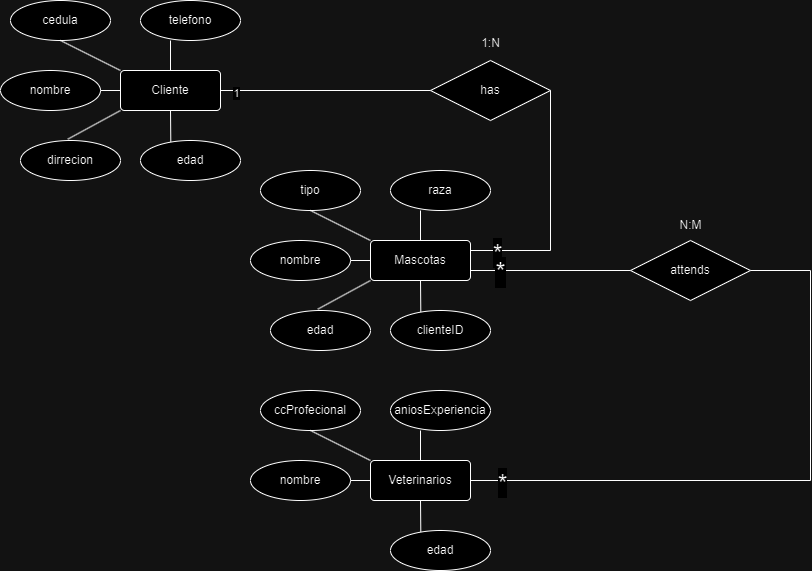 cedula
telefono
1:N
nombre
Cliente
1
has
dirrecion
edad
tipo
raza
N:M
nombre
Mascotas
*
*
attends
edad
clienteID
ccProfecional
aniosExperiencia
nombre
Veterinarios
*
edad